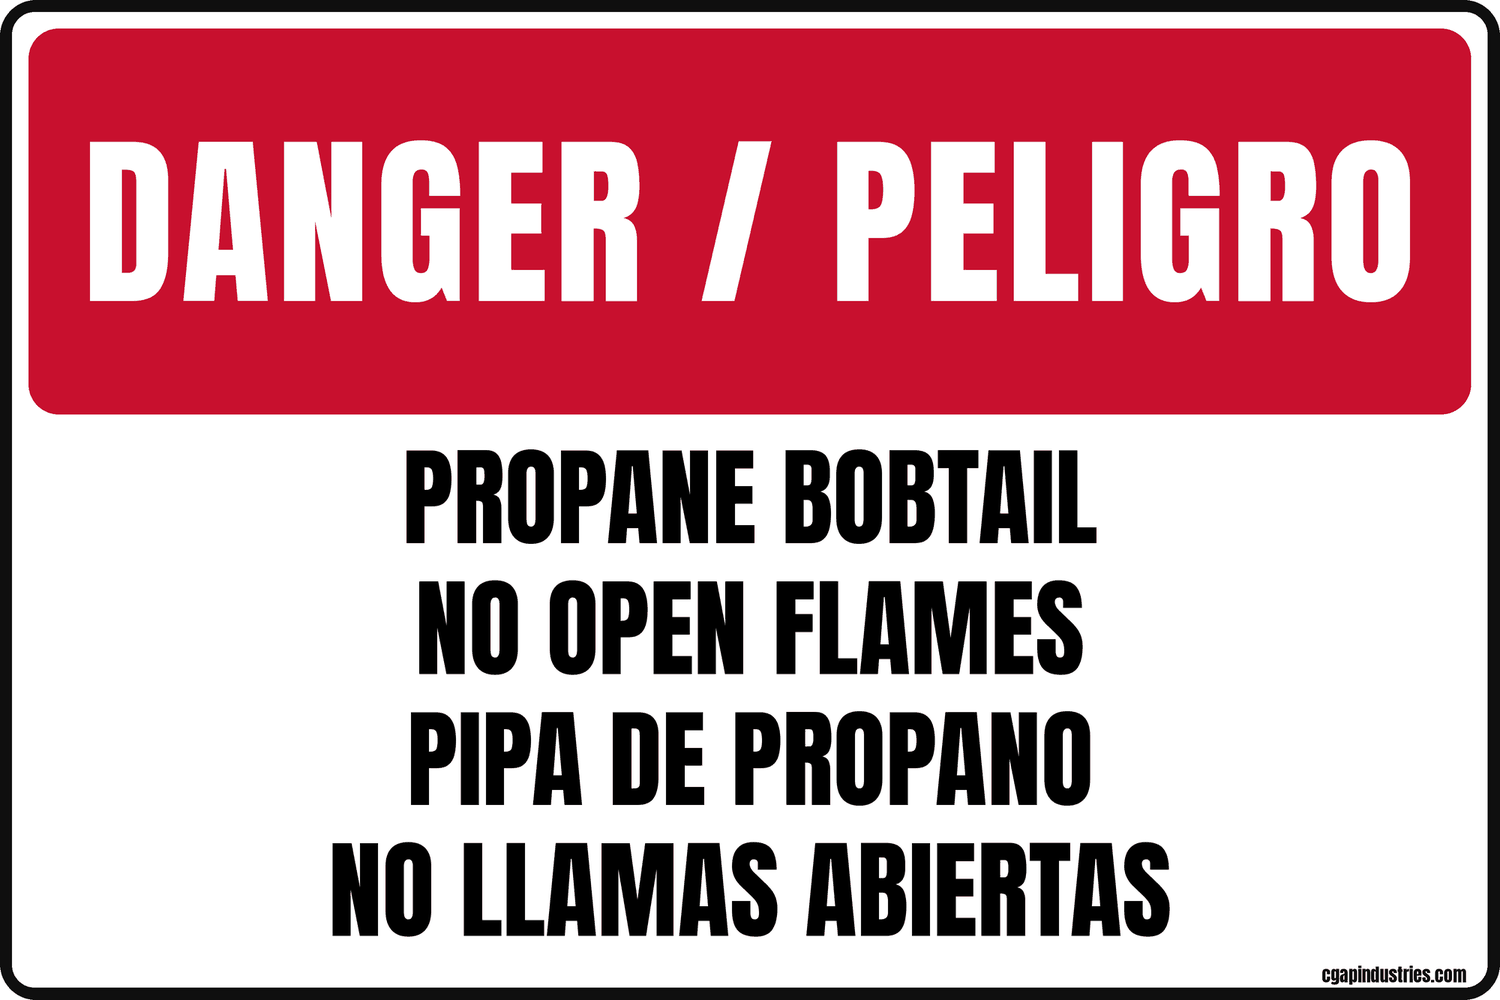 DANGER / PELIGRO
PROPANE BOBTAIL
NO OPEN FLAMES
PIPA DE PROPANO
NO LLAMAS ABIERTAS
cgapindustries.com